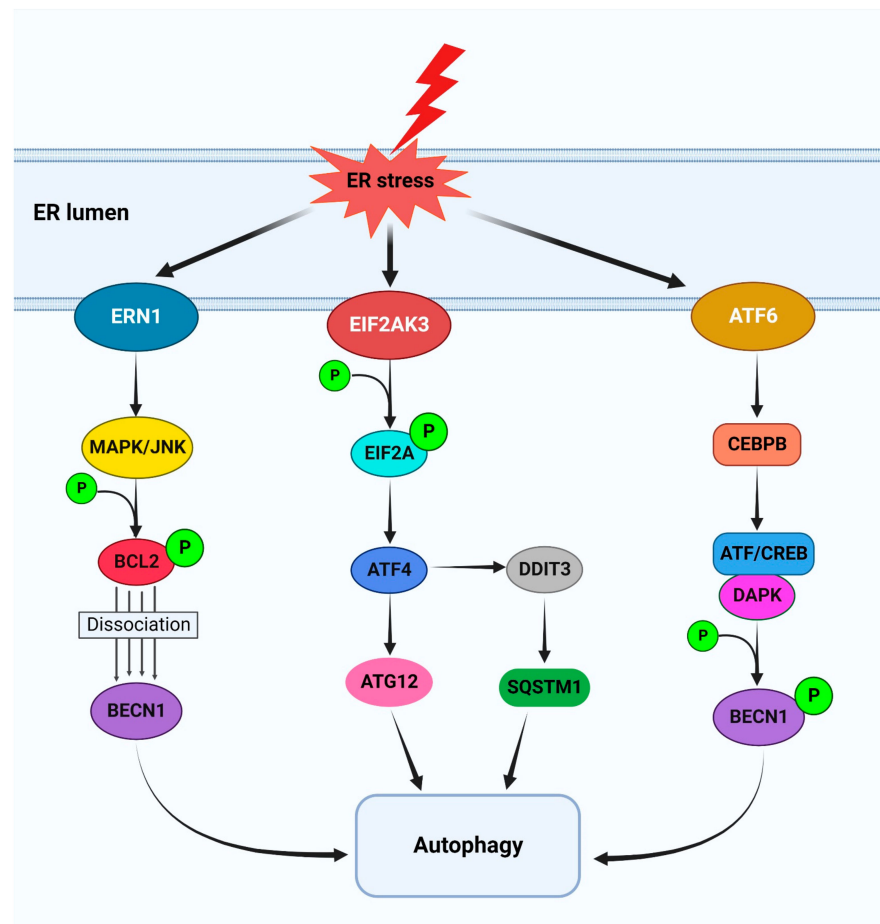 ER stress
ER lumen
ERN1
EIF2AK3
ATF6
P
MAPK/JNK
P
EIF2A
CEBPB
P
P
BCL2
ATF4
DDIT3
ATF/CREB
DAPK
Dissociation
P
ATG12
SQSTM1
P
BECN1
BECN1
Autophagy